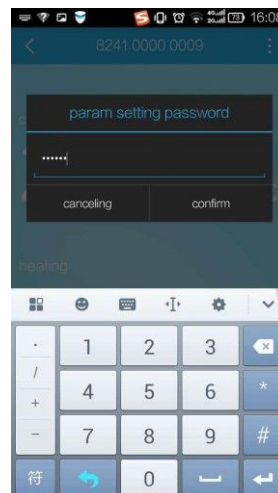 16:08
8241 0000 0009
param setting password
••••••
canceling
confirm
heating
1 2 3
4 5 6
7 8 9
0
· / + -
* #
符